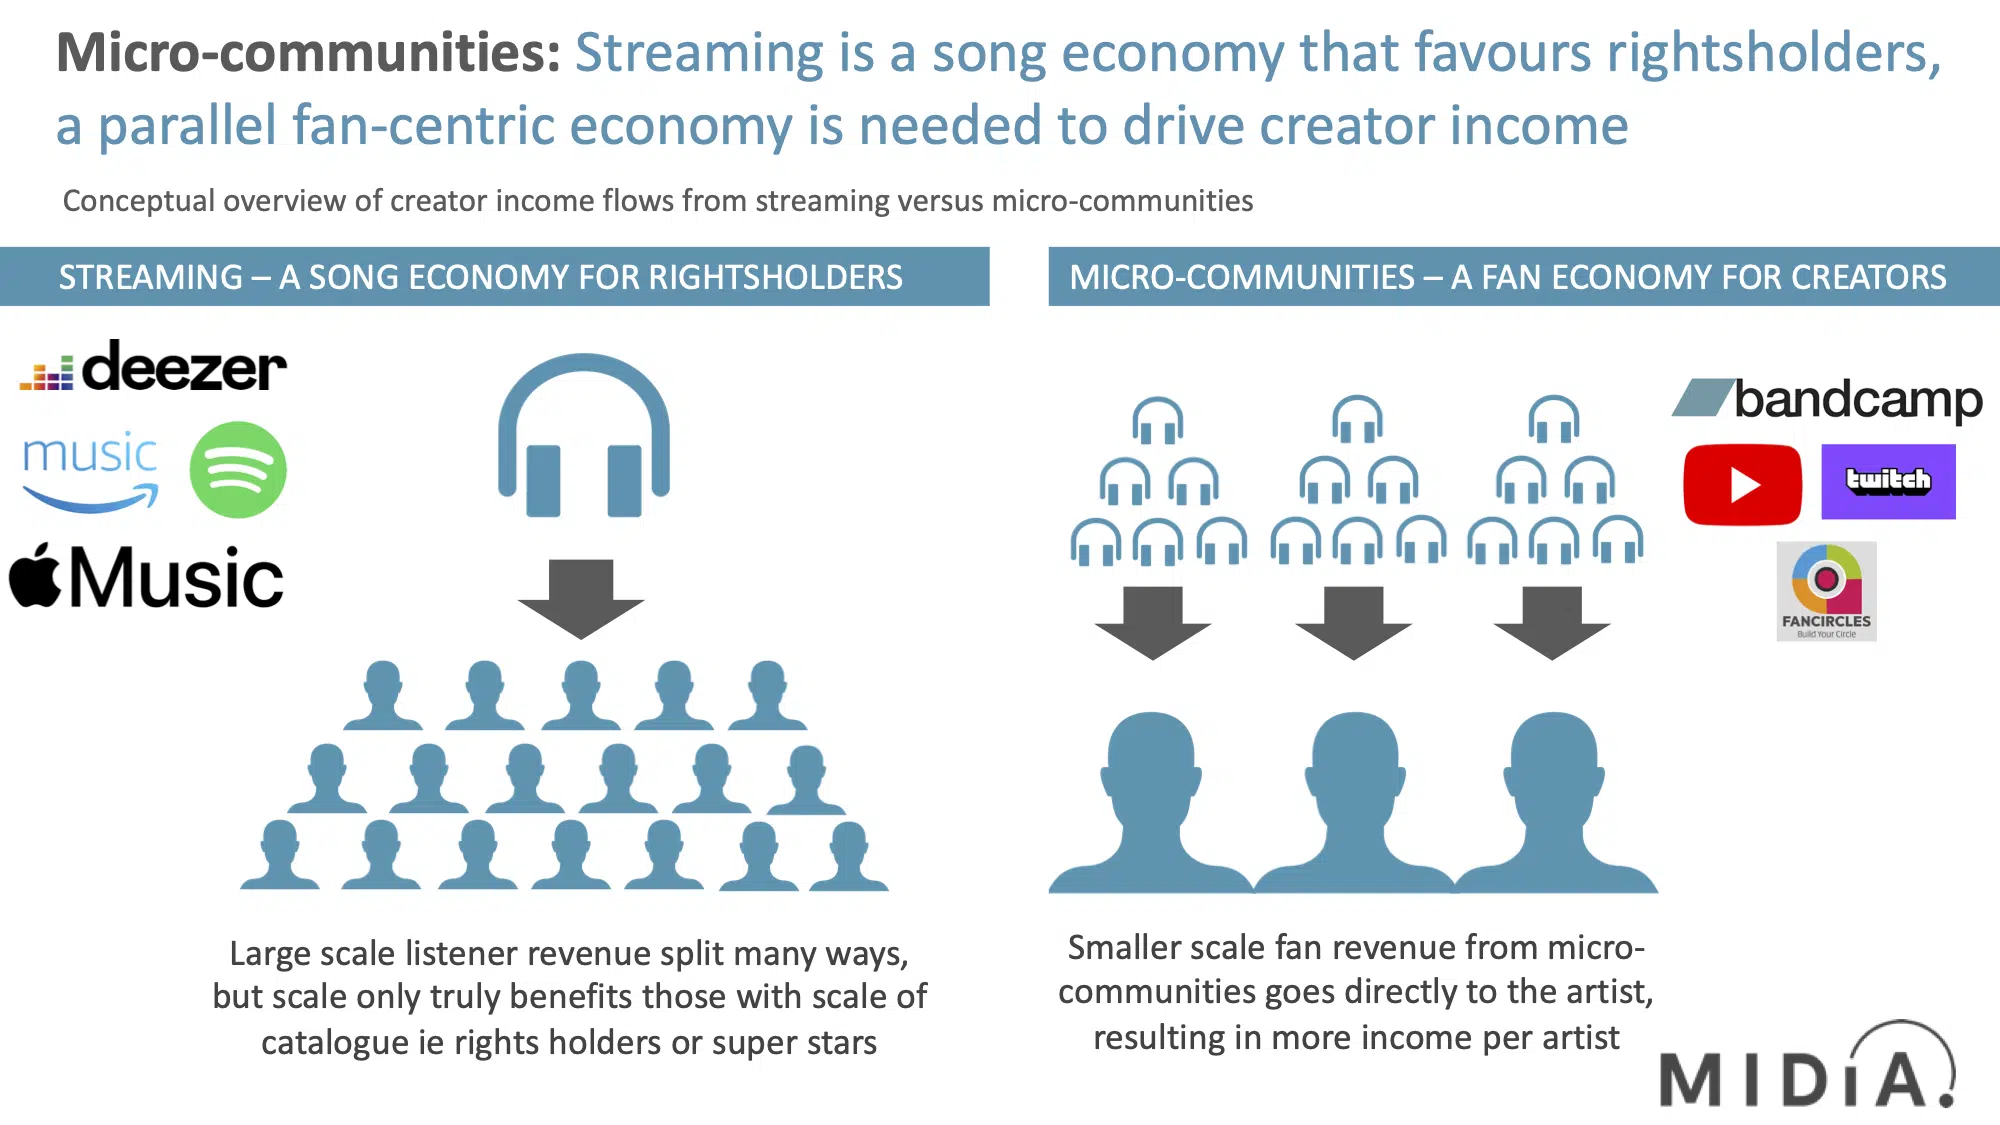 Micro-communities: Streaming is a song economy that favours rightsholders,
a parallel fan-centric economy is needed to drive creator income
Conceptual overview of creator income flows from streaming versus micro-communities
STREAMING – A SONG ECONOMY FOR RIGHTSHOLDERS
deezer
music
Music
Large scale listener revenue split many ways,
but scale only truly benefits those with scale of
catalogue ie rights holders or super stars
MICRO-COMMUNITIES – A FAN ECONOMY FOR CREATORS
bandcamp
twitch
FANCIRCLES
Build Your Circle
Smaller scale fan revenue from micro-
communities goes directly to the artist,
resulting in more income per artist
MIDiA.